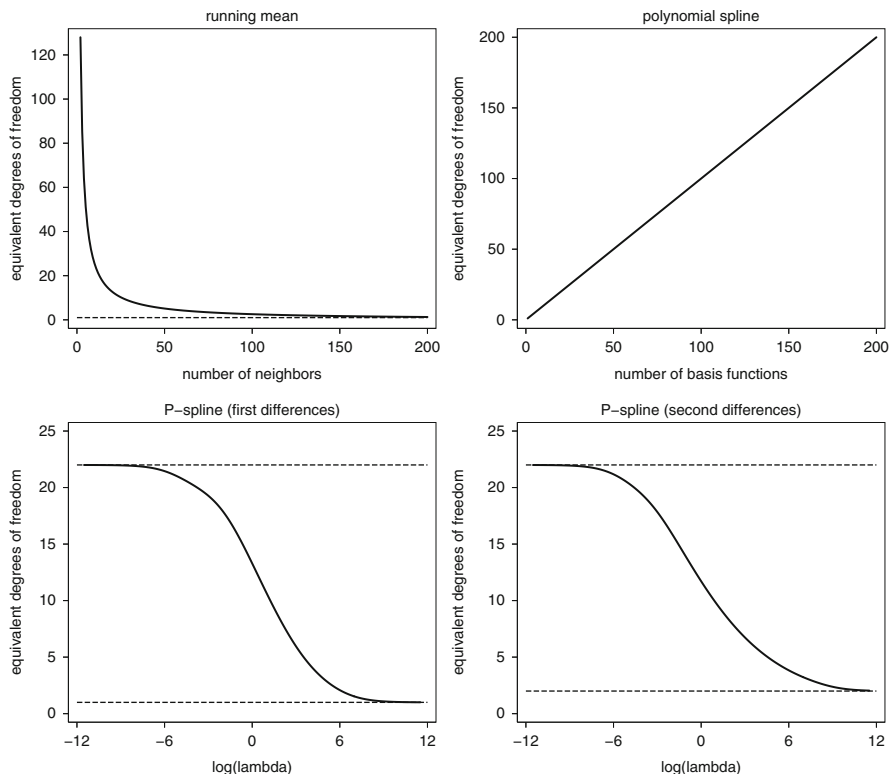 running mean
equivalent degrees of freedom
120
100
80
60
40
20
0
0 50 100 150 200
number of neighbors
polynomial spline
equivalent degrees of freedom
200
150
100
50
0
0 50 100 150 200
number of basis functions
P−spline (first differences)
equivalent degrees of freedom
25
20
15
10
5
0
−12 −6 0 6 12
log(lambda)
P−spline (second differences)
equivalent degrees of freedom
25
20
15
10
5
0
−12 −6 0 6 12
log(lambda)